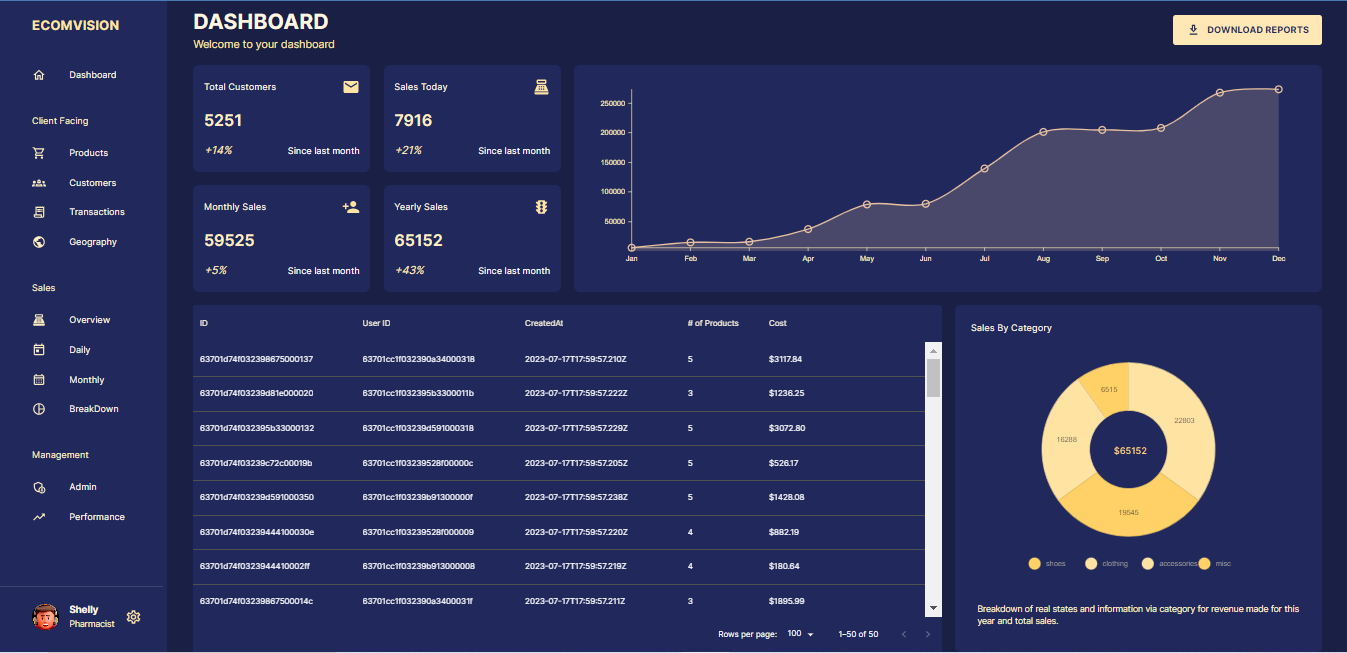 ECOMVISION
Dashboard
Client Facing
Products
Customers
Transactions
Geography
Sales
Overview
Daily
Monthly
BreakDown
Management
Admin
Performance
Shelly
Pharmacist
DASHBOARD
Welcome to your dashboard
DOWNLOAD REPORTS
Total Customers
5251
+14% Since last month
Sales Today
7916
+21% Since last month
Monthly Sales
59525
+5% Since last month
Yearly Sales
65152
+43% Since last month
250000
200000
150000
100000
50000
Jan Feb Mar Apr May Jun Jul Aug Sep Oct Nov Dec
ID User ID CreatedAt # of Products Cost
63701d74f032398675000137 63701cc1f032390a34000318 2023-07-17T17:59:57.210Z 5 $3117.84
63701d74f03239d81e000020 63701cc1f032395b3300011b 2023-07-17T17:59:57.222Z 3 $1236.25
63701d74f032395b33000132 63701cc1f03239d591000318 2023-07-17T17:59:57.229Z 5 $3072.80
63701d74f03239c72c00019b 63701cc1f03239528f00000c 2023-07-17T17:59:57.205Z 5 $526.17
63701d74f03239d591000350 63701cc1f03239b91300000f 2023-07-17T17:59:57.238Z 5 $1428.08
63701d74f03239444100030e 63701cc1f03239528f000009 2023-07-17T17:59:57.220Z 4 $882.19
63701d74f0323944410002ff 63701cc1f03239b913000008 2023-07-17T17:59:57.219Z 4 $180.64
63701d74f03239867500014c 63701cc1f032390a3400031f 2023-07-17T17:59:57.211Z 3 $1895.99
Rows per page: 100 1–50 of 50
Sales By Category
6515
22803
16288
$65152
19545
shoes clothing accessories misc
Breakdown of real states and information via category for revenue made for this
year and total sales.